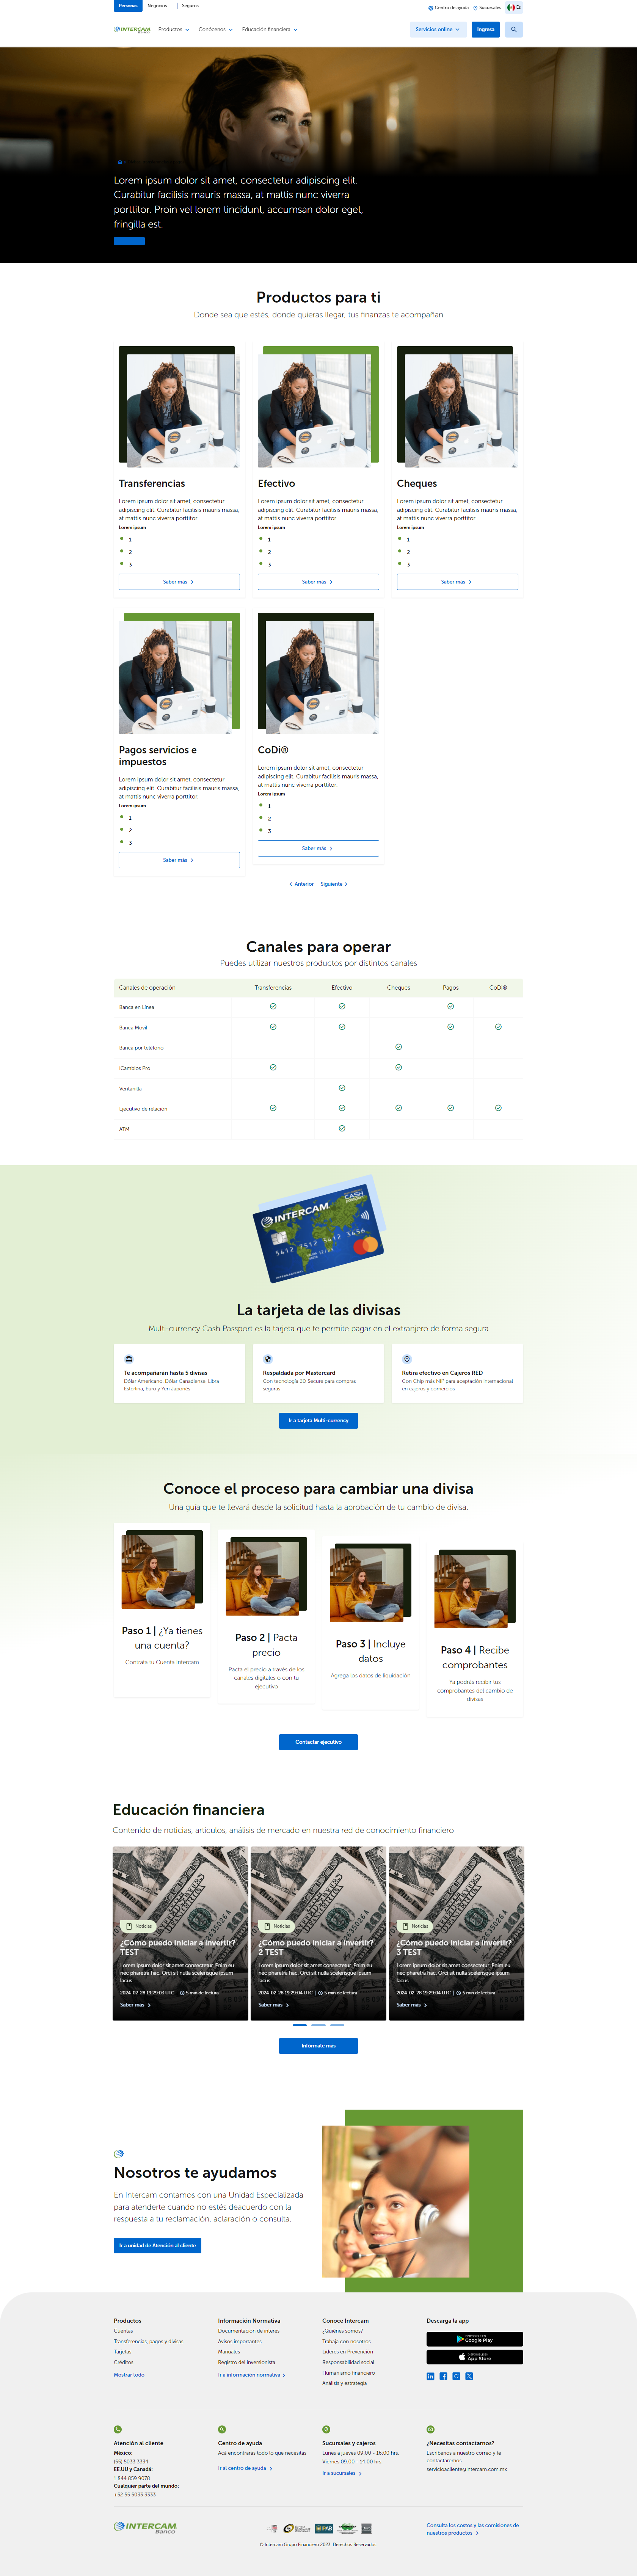 Personas Negocios Seguros
Centro de ayuda Sucursales Es
INTERCAM Banco Productos Conócenos Educación financiera Servicios online Ingresa
Lorem ipsum dolor sit amet, consectetur adipiscing elit.
Curabitur facilisis mauris massa, at mattis nunc viverra
porttitor. Proin vel lorem tincidunt, accumsan dolor eget,
fringilla est.
Productos para ti
Donde sea que estés, donde quieras llegar, tus finanzas te acompañan
Transferencias
Lorem ipsum dolor sit amet, consectetur
adipiscing elit. Curabitur facilisis mauris massa,
at mattis nunc viverra porttitor.
Lorem ipsum
1
2
3
Saber más
Efectivo
Lorem ipsum dolor sit amet, consectetur
adipiscing elit. Curabitur facilisis mauris massa,
at mattis nunc viverra porttitor.
Lorem ipsum
1
2
3
Saber más
Cheques
Lorem ipsum dolor sit amet, consectetur
adipiscing elit. Curabitur facilisis mauris massa,
at mattis nunc viverra porttitor.
Lorem ipsum
1
2
3
Saber más
Pagos servicios e
impuestos
Lorem ipsum dolor sit amet, consectetur
adipiscing elit. Curabitur facilisis mauris massa,
at mattis nunc viverra porttitor.
Lorem ipsum
1
2
3
Saber más
CoDi®
Lorem ipsum dolor sit amet, consectetur
adipiscing elit. Curabitur facilisis mauris massa,
at mattis nunc viverra porttitor.
Lorem ipsum
1
2
3
Saber más
Anterior Siguiente
Canales para operar
Puedes utilizar nuestros productos por distintos canales
Canales de operación Transferencias Efectivo Cheques Pagos CoDi®
Banca en Línea
Banca Móvil
Banca por teléfono
iCambios Pro
Ventanilla
Ejecutivo de relación
ATM
INTERCAM CASH PASSPORT
5412 7512 3412 3456
La tarjeta de las divisas
Multi-currency Cash Passport es la tarjeta que te permite pagar en el extranjero de forma segura
Te acompañarán hasta 5 divisas
Dólar Americano, Dólar Canadiense, Libra
Esterlina, Euro y Yen Japonés
Respaldada por Mastercard
Con tecnología 3D Secure para compras
seguras
Retira efectivo en Cajeros RED
Con Chip más NIP para aceptación internacional
en cajeros y comercios
Ir a tarjeta Multi-currency
Conoce el proceso para cambiar una divisa
Una guía que te llevará desde la solicitud hasta la aprobación de tu cambio de divisa.
Paso 1 | ¿Ya tienes
una cuenta?
Contrata tu Cuenta Intercam
Paso 2 | Pacta
precio
Pacta el precio a través de los
canales digitales o con tu
ejecutivo
Paso 3 | Incluye
datos
Agrega los datos de liquidación
Paso 4 | Recibe
comprobantes
Ya podrás recibir tus
comprobantes del cambio de
divisas
Contactar ejecutivo
Educación financiera
Contenido de noticias, artículos, análisis de mercado en nuestra red de conocimiento financiero
Noticias
¿Cómo puedo iniciar a invertir?
TEST
Lorem ipsum dolor sit amet consectetur. Enim eu
nec pharetra hac. Orci sit nulla scelerisque ipsum
lacus.
2024-02-28 19:29:03 UTC | 5 min de lectura
Saber más
Noticias
¿Cómo puedo iniciar a invertir?
2 TEST
Lorem ipsum dolor sit amet consectetur. Enim eu
nec pharetra hac. Orci sit nulla scelerisque ipsum
lacus.
2024-02-28 19:29:04 UTC | 5 min de lectura
Saber más
Noticias
¿Cómo puedo iniciar a invertir?
3 TEST
Lorem ipsum dolor sit amet consectetur. Enim eu
nec pharetra hac. Orci sit nulla scelerisque ipsum
lacus.
2024-02-28 19:29:04 UTC | 5 min de lectura
Saber más
Infórmate más
Nosotros te ayudamos
En Intercam contamos con una Unidad Especializada
para atenderte cuando no estés deacuerdo con la
respuesta a tu reclamación, aclaración o consulta.
Ir a unidad de Atención al cliente
Productos
Cuentas
Transferencias, pagos y divisas
Tarjetas
Créditos
Mostrar todo
Información Normativa
Documentación de interés
Avisos importantes
Manuales
Registro del inversionista
Ir a información normativa
Conoce Intercam
¿Quiénes somos?
Trabaja con nosotros
Líderes en Prevención
Responsabilidad social
Humanismo financiero
Análisis y estrategia
Descarga la app
Google Play
App Store
Atención al cliente
México:
(55) 5033 3334
EE.UU y Canadá:
1 844 859 9078
Cualquier parte del mundo:
+52 55 5033 3333
Centro de ayuda
Acá encontrarás todo lo que necesitas
Ir al centro de ayuda
Sucursales y cajeros
Lunes a jueves 09:00 - 16:00 hrs.
Viernes 09:00 - 14:00 hrs.
Ir a sucursales
¿Necesitas contactarnos?
Escríbenos a nuestro correo y te
contactaremos
servicioacliente@intercam.com.mx
INTERCAM Banco
IPAB
© Intercam Grupo Financiero 2023. Derechos Reservados.
Consulta los costos y las comisiones de
nuestros productos